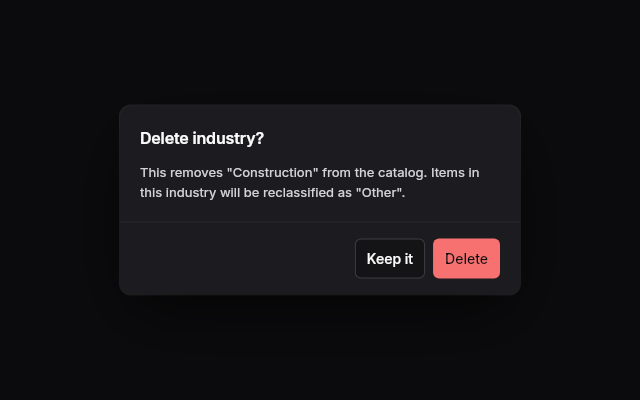 Delete industry?
This removes "Construction" from the catalog. Items in
this industry will be reclassified as "Other".
Keep it
Delete